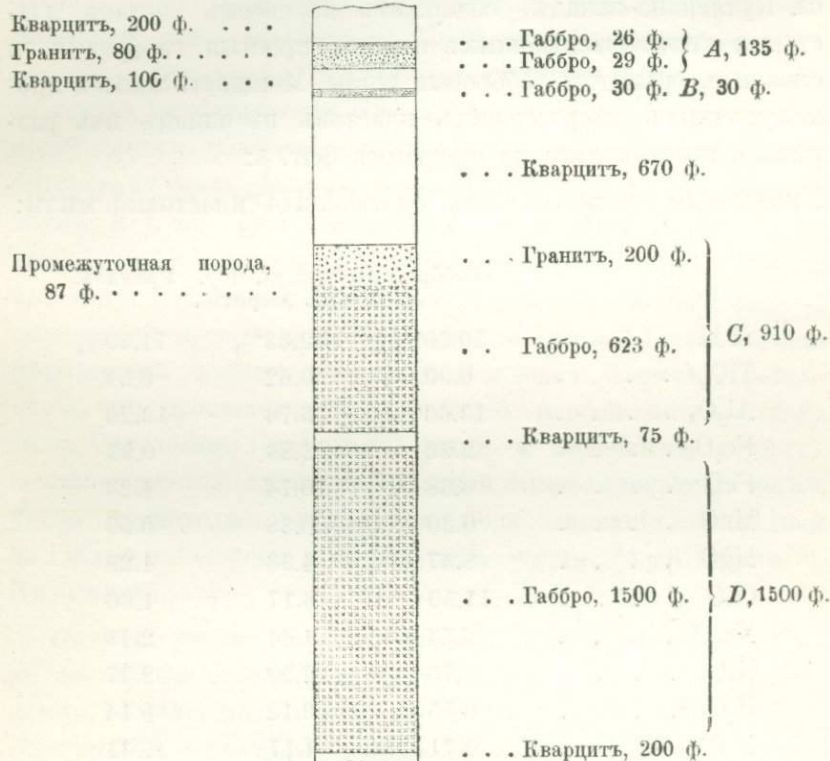 Кварцитъ, 200 ф. . . .
Гранитъ, 80 ф. . . . .
Кварцитъ, 100 ф.
Промежуточная порода,
87 ф. . . . . . . . .
. . . Габбро, 26 ф.
. . . Габбро, 29 ф.
A, 135 ф.
. . . Габбро, 30 ф. B, 30 ф.
. . . Кварцитъ, 670 ф.
. . . Гранитъ, 200 ф.
. . Габбро, 623 ф.
C, 910 ф.
. . . Кварцитъ, 75 ф.
. . . Габбро, 1500 ф.
D, 1500 ф.
. . . Кварцитъ, 200 ф.